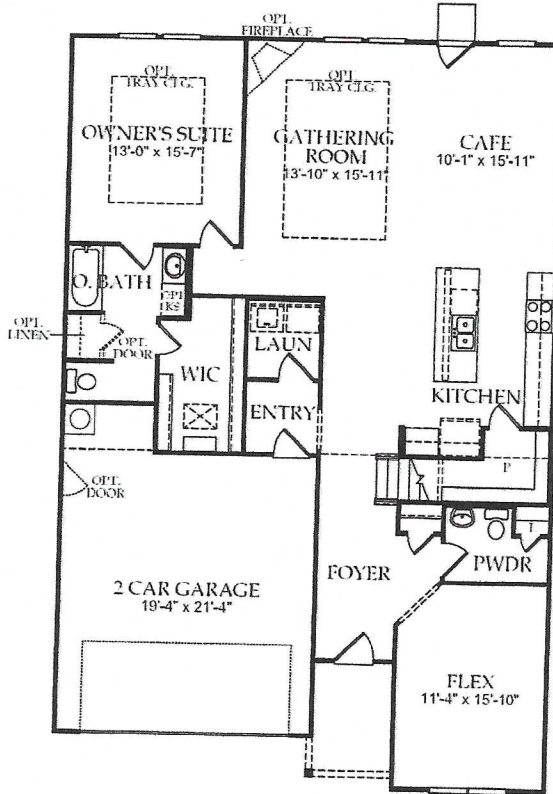 OPT.
FIREPLACE
OPT.
TRAY CLG.
OWNER'S SUITE
13'-0" x 15'-7"
OPT.
TRAY CLG.
GATHERING
ROOM
13'-10" x 15'-11"
CAFE
10'-1" x 15'-11"
O. BATH
OPT
KS
OPT.
LINEN
OPT.
DOOR
WIC
LAUN
ENTRY
KITCHEN
P
OPT.
DOOR
2 CAR GARAGE
19'-4" x 21'-4"
FOYER
PWDR
FLEX
11'-4" x 15'-10"